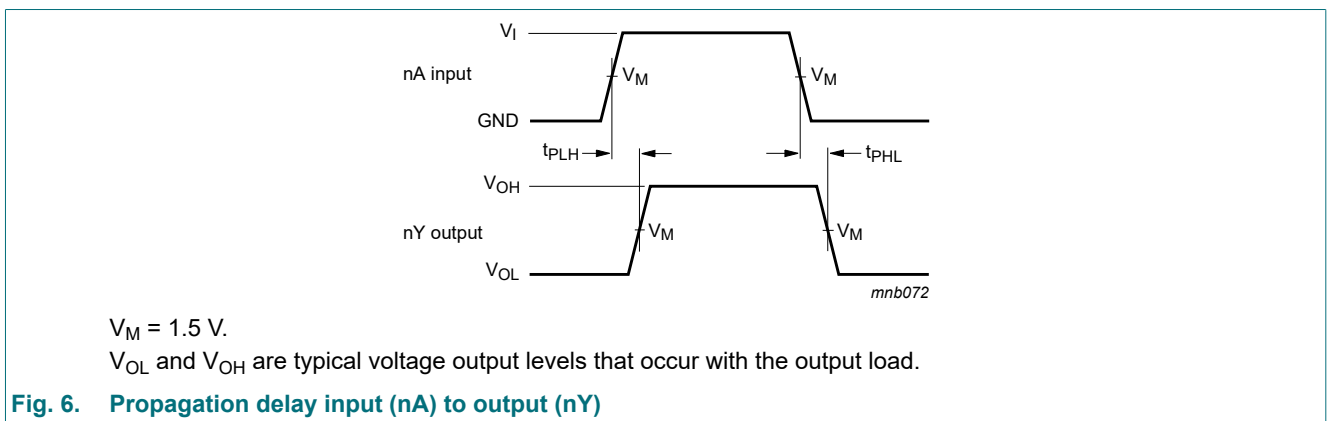 V_I
nA input
V_M
V_M
GND
t_PLH
t_PHL
V_OH
nY output
V_M
V_M
V_OL
mnb072
V_M = 1.5 V.
V_OL and V_OH are typical voltage output levels that occur with the output load.
Fig. 6. Propagation delay input (nA) to output (nY)